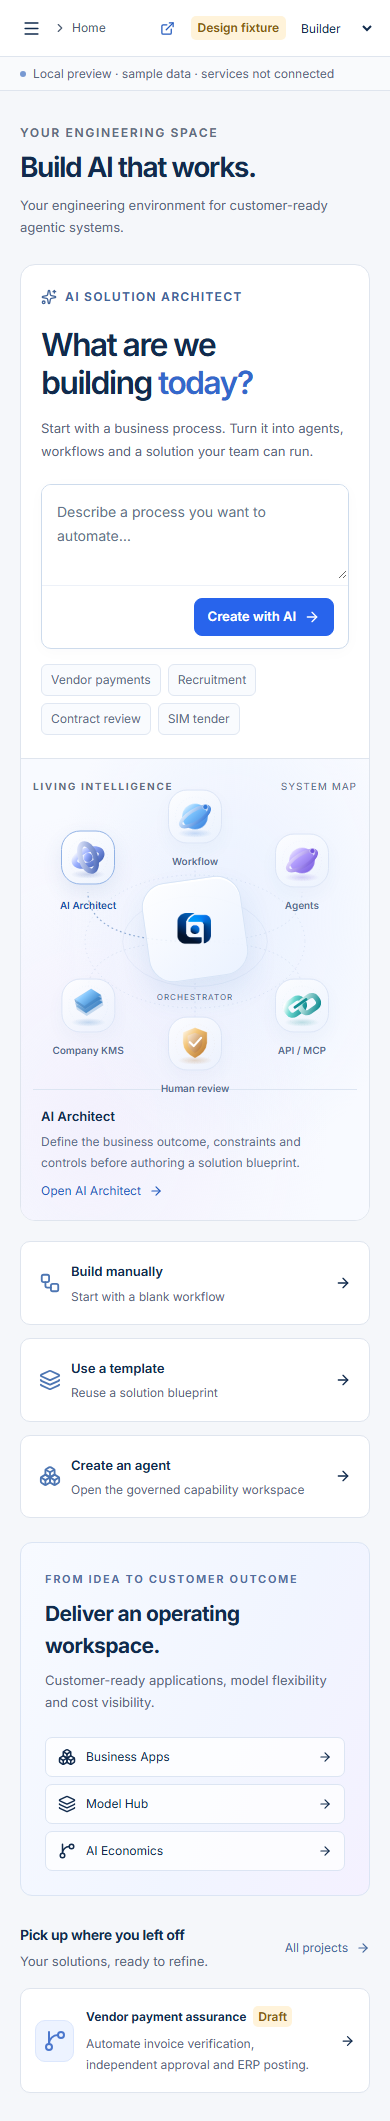 Home
Design fixture
Builder
Local preview · sample data · services not connected
YOUR ENGINEERING SPACE
Build AI that works.
Your engineering environment for customer-ready
agentic systems.
AI SOLUTION ARCHITECT
What are we
building today?
Start with a business process. Turn it into agents,
workflows and a solution your team can run.
Describe a process you want to
automate...
Create with AI
Vendor payments
Recruitment
Contract review
SIM tender
LIVING INTELLIGENCE
SYSTEM MAP
Workflow
AI Architect
Agents
ORCHESTRATOR
Company KMS
API / MCP
Human review
AI Architect
Define the business outcome, constraints and
controls before authoring a solution blueprint.
Open AI Architect
Build manually
Start with a blank workflow
Use a template
Reuse a solution blueprint
Create an agent
Open the governed capability workspace
FROM IDEA TO CUSTOMER OUTCOME
Deliver an operating
workspace.
Customer-ready applications, model flexibility
and cost visibility.
Business Apps
Model Hub
AI Economics
Pick up where you left off
All projects
Your solutions, ready to refine.
Vendor payment assurance
Draft
Automate invoice verification,
independent approval and ERP posting.